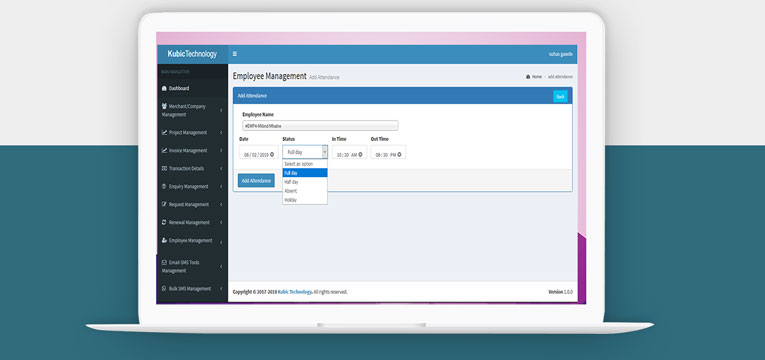 KubicTechnology
suhas gawde
MAIN NAVIGATION
Dashboard
Merchant/Company
Management
Project Management
Invoice Management
Transaction Details
Enquiry Management
Request Management
Renewal Management
Employee Management
Email SMS Tools
Management
Bulk SMS Management
Employee Management Add Attendance
Home add attendance
Add Attendance
Back
Employee Name
Date Status In Time Out Time
08 / 02 / 2019 Full day 10 : 30 AM 08 : 30 PM
Select an option
Full day
Half day
Absent
Holiday
Add Attendance
Copyright © 2017-2018 Kubic Technology. All rights reserved.
Version 1.0.0